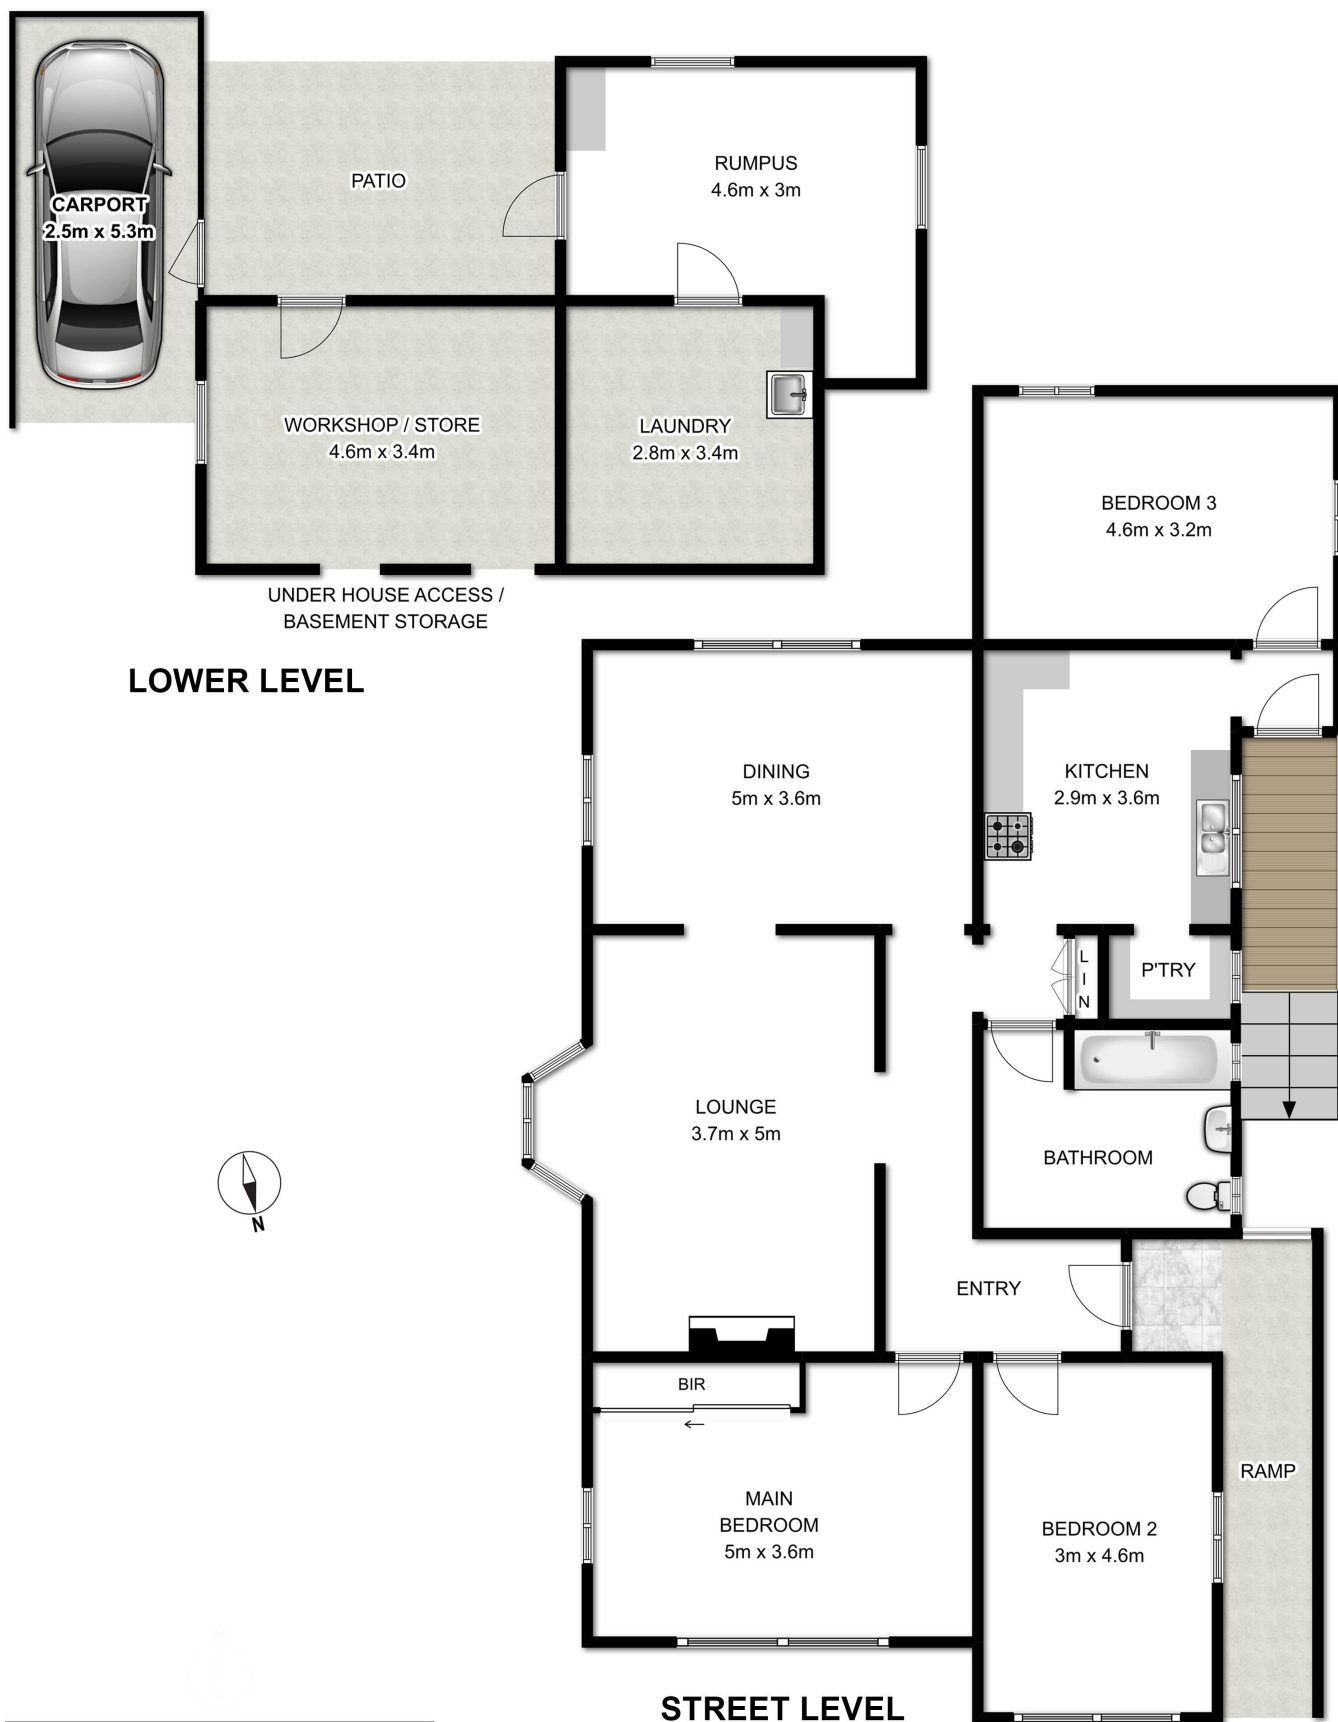 CARPORT
2.5m x 5.3m
PATIO
RUMPUS
4.6m x 3m
WORKSHOP / STORE
4.6m x 3.4m
LAUNDRY
2.8m x 3.4m
UNDER HOUSE ACCESS /
BASEMENT STORAGE
LOWER LEVEL
BEDROOM 3
4.6m x 3.2m
DINING
5m x 3.6m
KITCHEN
2.9m x 3.6m
L
I
N
P'TRY
LOUNGE
3.7m x 5m
BATHROOM
N
ENTRY
BIR
MAIN
BEDROOM
5m x 3.6m
BEDROOM 2
3m x 4.6m
RAMP
STREET LEVEL